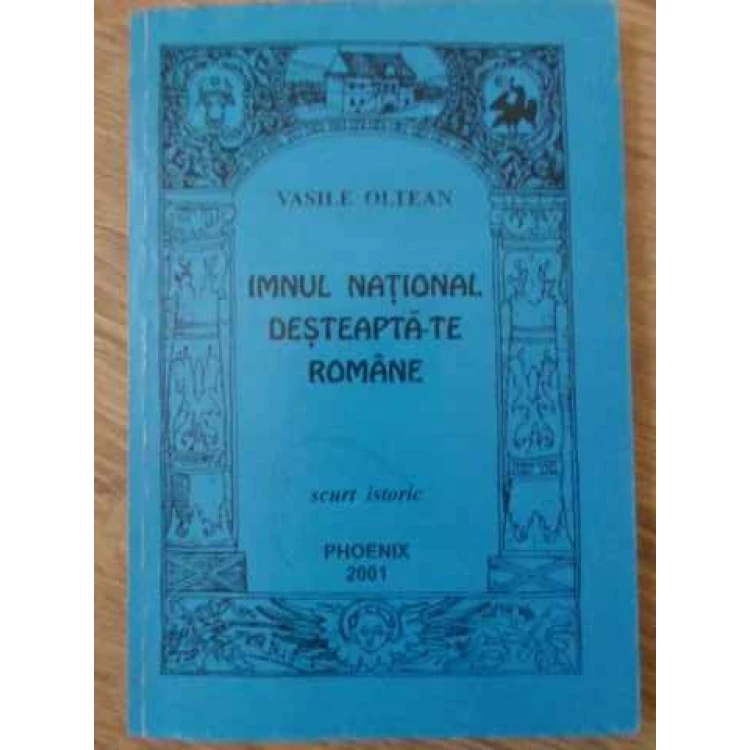 VASILE OLTEAN
IMNUL NAȚIONAL
DEȘTEAPTĂ-TE
ROMÂNE
scurt istoric
PHOENIX
2001